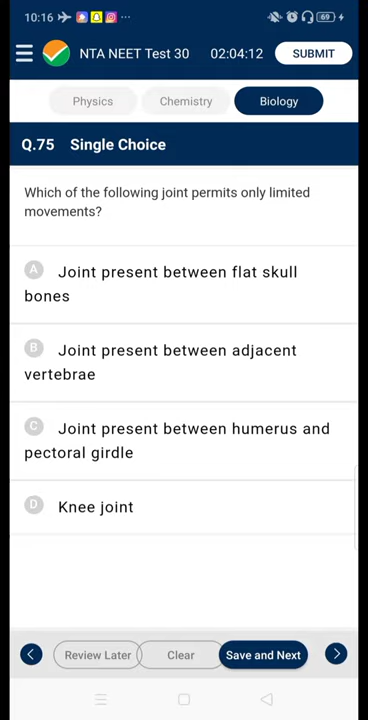 10:16 69
NTA NEET Test 30 02:04:12 SUBMIT
Physics Chemistry Biology
Q.75 Single Choice
Which of the following joint permits only limited
movements?
A Joint present between flat skull
bones
B Joint present between adjacent
vertebrae
C Joint present between humerus and
pectoral girdle
D Knee joint
Review Later Clear Save and Next